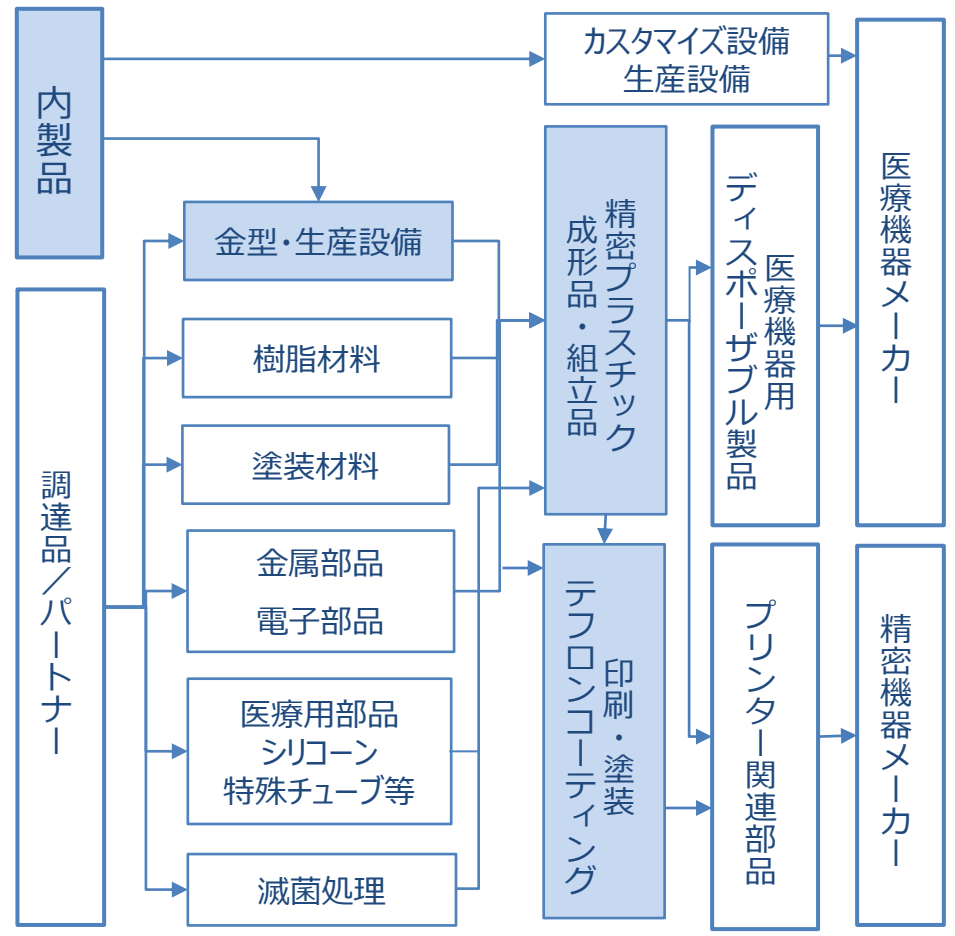 内製品
調達品／パートナー
金型・生産設備
樹脂材料
塗装材料
金属部品
電子部品
医療用部品
シリコーン
特殊チューブ等
滅菌処理
カスタマイズ設備
生産設備
精密プラスチック
成形品・組立品
印刷・塗装
テフロンコーティング
医療機器用
ディスポーザブル製品
プリンター関連部品
医療機器メーカー
精密機器メーカー